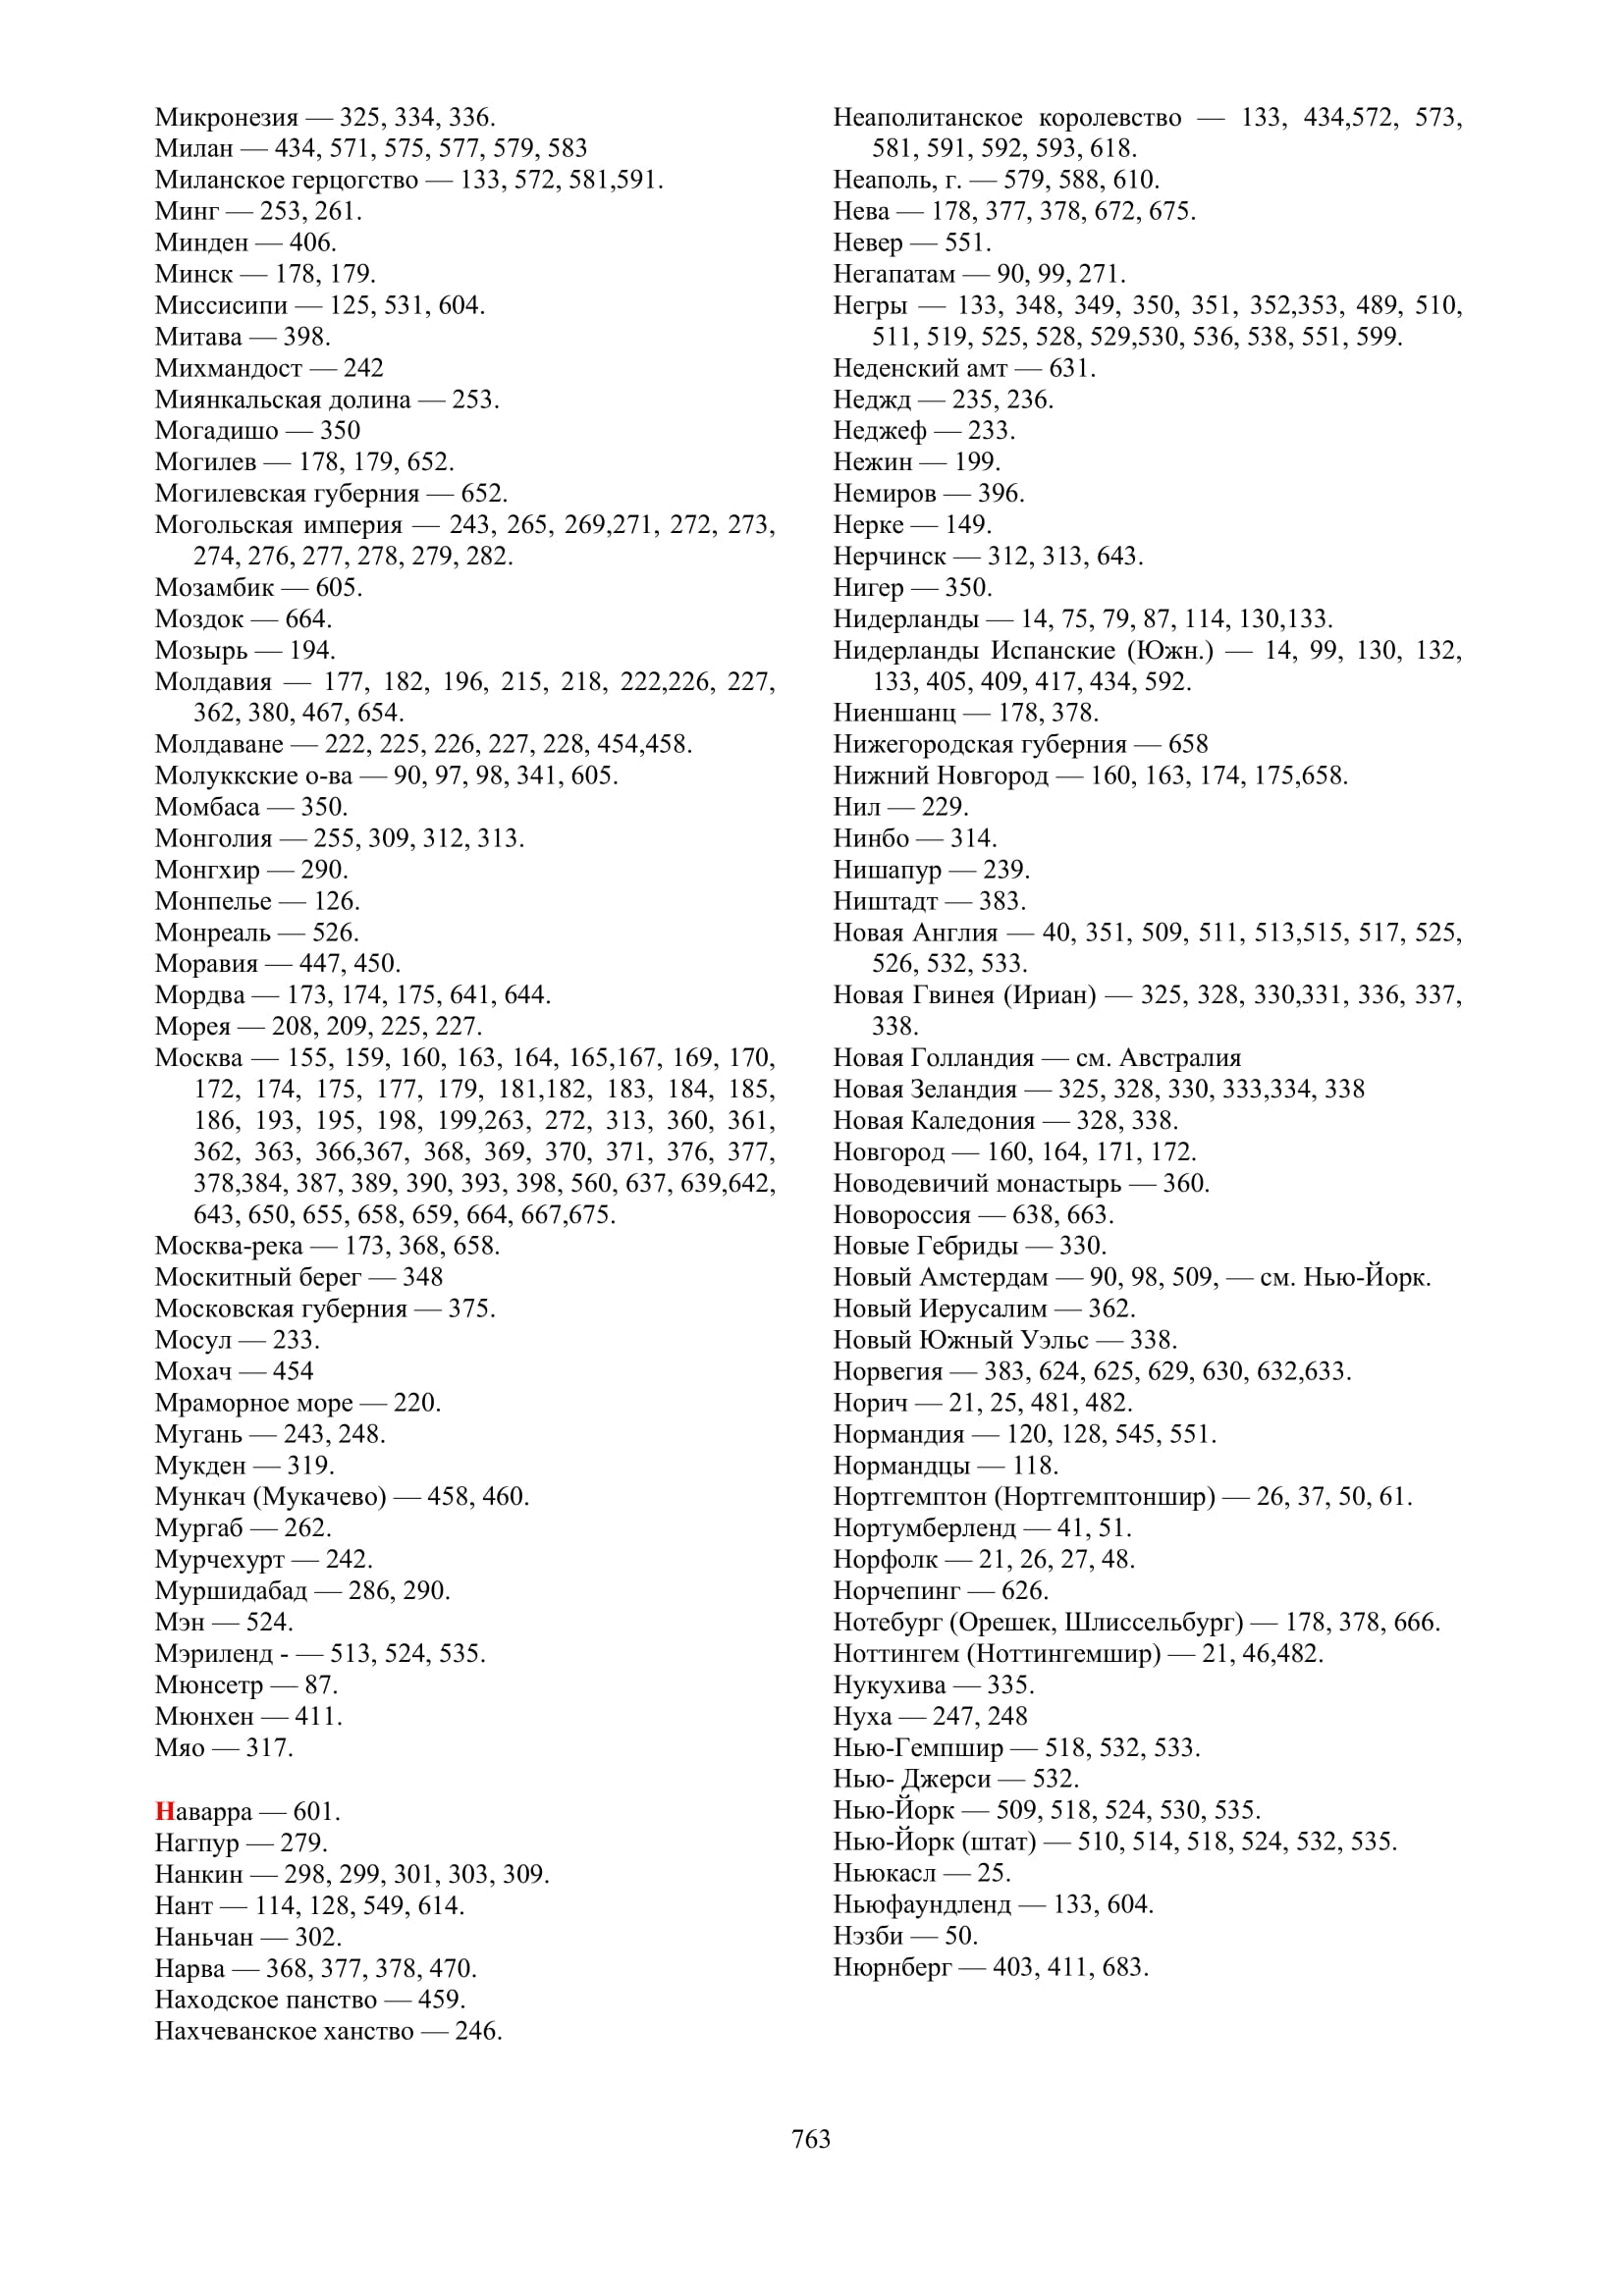 Микронезия — 325, 334, 336.
Милан — 434, 571, 575, 577, 579, 583
Миланское герцогство — 133, 572, 581,591.
Минг — 253, 261.
Минден — 406.
Минск — 178, 179.
Миссисипи — 125, 531, 604.
Митава — 398.
Михмандост — 242
Миянкальская долина — 253.
Могадишо — 350
Могилев — 178, 179, 652.
Могилевская губерния — 652.
Могольская империя — 243, 265, 269,271, 272, 273,
274, 276, 277, 278, 279, 282.
Мозамбик — 605.
Моздок — 664.
Мозырь — 194.
Молдавия — 177, 182, 196, 215, 218, 222,226, 227,
362, 380, 467, 654.
Молдаване — 222, 225, 226, 227, 228, 454,458.
Молуккские о-ва — 90, 97, 98, 341, 605.
Момбаса — 350.
Монголия — 255, 309, 312, 313.
Монгхир — 290.
Монпелье — 126.
Монреаль — 526.
Моравия — 447, 450.
Мордва — 173, 174, 175, 641, 644.
Морея — 208, 209, 225, 227.
Москва — 155, 159, 160, 163, 164, 165,167, 169, 170,
172, 174, 175, 177, 179, 181,182, 183, 184, 185,
186, 193, 195, 198, 199,263, 272, 313, 360, 361,
362, 363, 366,367, 368, 369, 370, 371, 376, 377,
378,384, 387, 389, 390, 393, 398, 560, 637, 639,642,
643, 650, 655, 658, 659, 664, 667,675.
Москва-река — 173, 368, 658.
Москитный берег — 348
Московская губерния — 375.
Мосул — 233.
Мохач — 454
Мраморное море — 220.
Мугань — 243, 248.
Мукден — 319.
Мункач (Мукачево) — 458, 460.
Мургаб — 262.
Мурчехурт — 242.
Муршидабад — 286, 290.
Мэн — 524.
Мэриленд - — 513, 524, 535.
Мюнсетр — 87.
Мюнхен — 411.
Мяо — 317.
Наварра — 601.
Нагпур — 279.
Нанкин — 298, 299, 301, 303, 309.
Нант — 114, 128, 549, 614.
Наньчан — 302.
Нарва — 368, 377, 378, 470.
Находское панство — 459.
Нахчеванское ханство — 246.
Неаполитанское королевство — 133, 434,572, 573,
581, 591, 592, 593, 618.
Неаполь, г. — 579, 588, 610.
Нева — 178, 377, 378, 672, 675.
Невер — 551.
Негапатам — 90, 99, 271.
Негры — 133, 348, 349, 350, 351, 352,353, 489, 510,
511, 519, 525, 528, 529,530, 536, 538, 551, 599.
Неденский амт — 631.
Неджд — 235, 236.
Неджеф — 233.
Нежин — 199.
Немиров — 396.
Нерке — 149.
Нерчинск — 312, 313, 643.
Нигер — 350.
Нидерланды — 14, 75, 79, 87, 114, 130,133.
Нидерланды Испанские (Южн.) — 14, 99, 130, 132,
133, 405, 409, 417, 434, 592.
Ниеншанц — 178, 378.
Нижегородская губерния — 658
Нижний Новгород — 160, 163, 174, 175,658.
Нил — 229.
Нинбо — 314.
Нишапур — 239.
Ништадт — 383.
Новая Англия — 40, 351, 509, 511, 513,515, 517, 525,
526, 532, 533.
Новая Гвинея (Ириан) — 325, 328, 330,331, 336, 337,
338.
Новая Голландия — см. Австралия
Новая Зеландия — 325, 328, 330, 333,334, 338
Новая Каледония — 328, 338.
Новгород — 160, 164, 171, 172.
Новодевичий монастырь — 360.
Новороссия — 638, 663.
Новые Гебриды — 330.
Новый Амстердам — 90, 98, 509, — см. Нью-Йорк.
Новый Иерусалим — 362.
Новый Южный Уэльс — 338.
Норвегия — 383, 624, 625, 629, 630, 632,633.
Норич — 21, 25, 481, 482.
Нормандия — 120, 128, 545, 551.
Нормандцы — 118.
Нортгемптон (Нортгемптоншир) — 26, 37, 50, 61.
Нортумберленд — 41, 51.
Норфолк — 21, 26, 27, 48.
Норчепинг — 626.
Нотебург (Орешек, Шлиссельбург) — 178, 378, 666.
Ноттингем (Ноттингемшир) — 21, 46,482.
Нукухива — 335.
Нуха — 247, 248
Нью-Гемпшир — 518, 532, 533.
Нью- Джерси — 532.
Нью-Йорк — 509, 518, 524, 530, 535.
Нью-Йорк (штат) — 510, 514, 518, 524, 532, 535.
Ньюкасл — 25.
Ньюфаундленд — 133, 604.
Нэзби — 50.
Нюрнберг — 403, 411, 683.
763